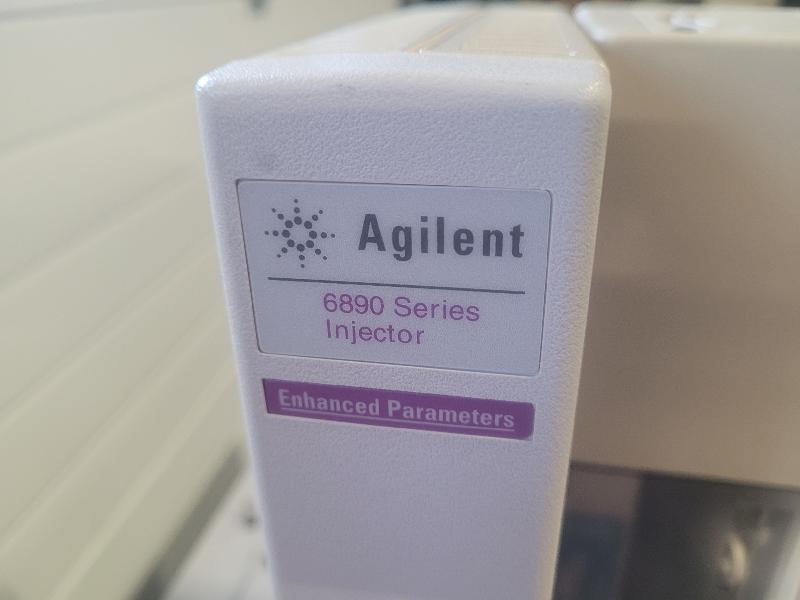 Agilent
6890 Series
Injector
Enhanced Parameters